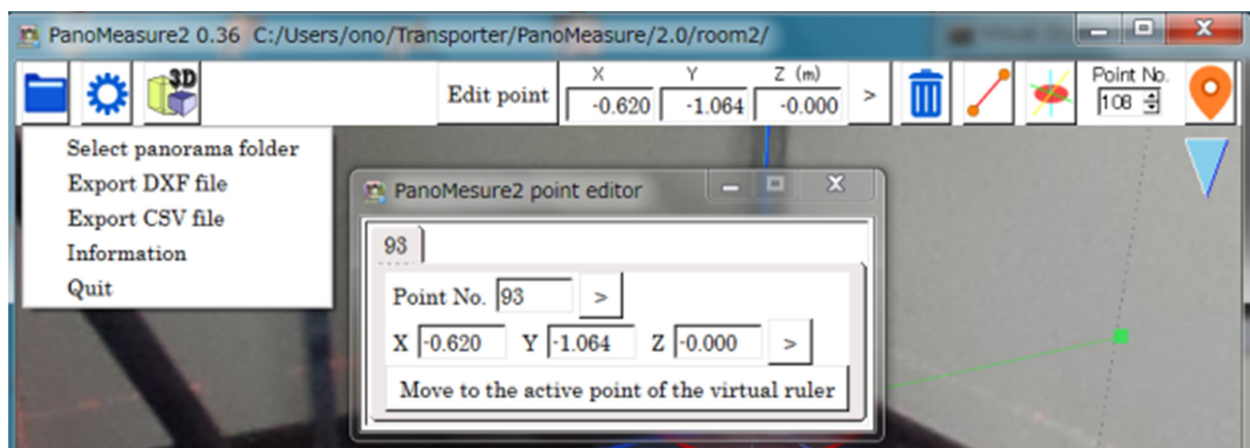 PanoMeasure2 0.36 C:/Users/ono/Transporter/PanoMeasure/2.0/room2/
3D
Edit point
X Y Z (m)
-0.620 -1.064 -0.000 >
Point No.
108
Select panorama folder
Export DXF file
Export CSV file
Information
Quit
PanoMesure2 point editor
93
Point No. 93 >
X -0.620 Y -1.064 Z -0.000 >
Move to the active point of the virtual ruler